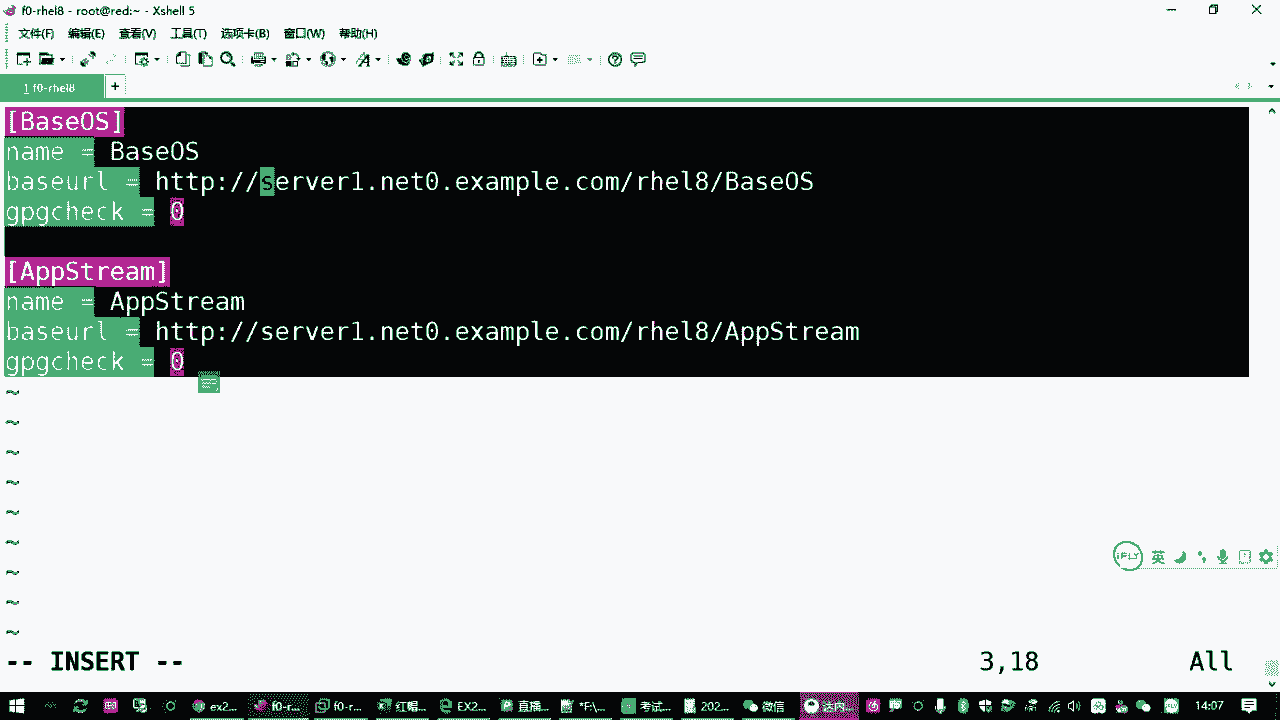 f0-rhel8 - root@red:~ - Xshell 5
文件(F) 编辑(E) 查看(V) 工具(T) 选项卡(B) 窗口(W) 帮助(H)
1 f0-rhel8
[BaseOS]
name = BaseOS
baseurl = http://server1.net0.example.com/rhel8/BaseOS
gpgcheck = 0
[AppStream]
name = AppStream
baseurl = http://server1.net0.example.com/rhel8/AppStream
gpgcheck = 0
~
~
~
~
~
~
~
~
~
iFLY 英
-- INSERT -- 3,18 All
ex2... f0-r... f0-r... 红帽... EX2... 直播... *F:\... 考试... 202... 微信 达内... 14:07